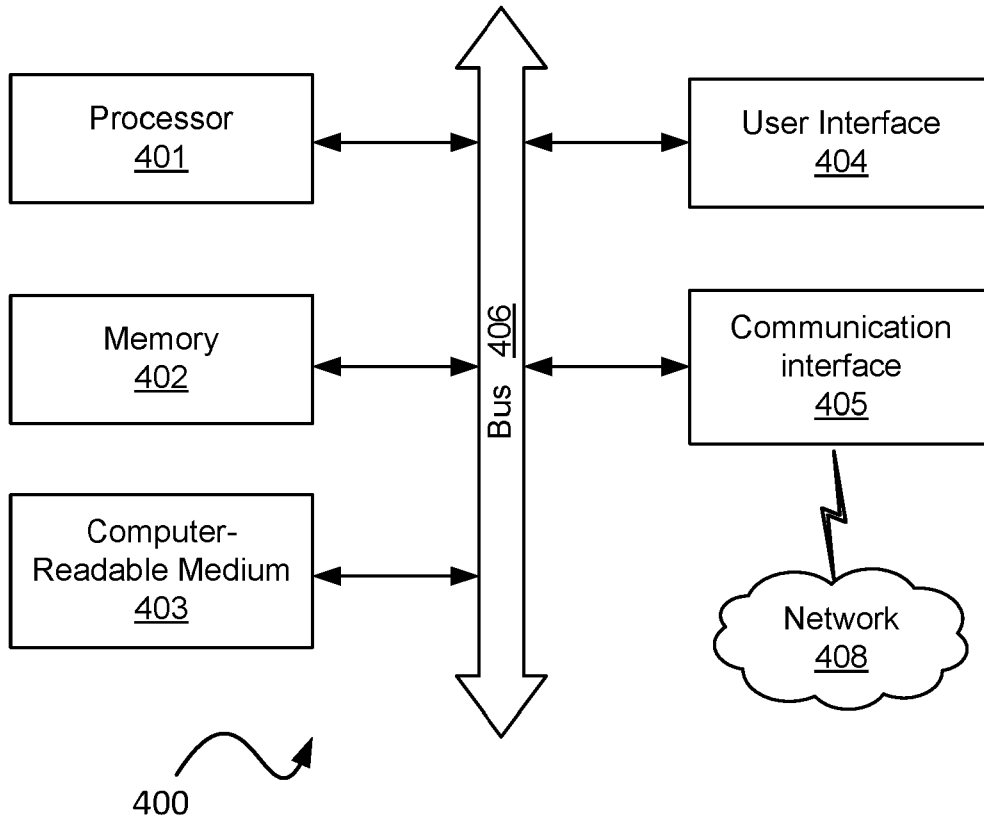 Processor
401
User Interface
404
Memory
402
Bus 406
Communication
interface
405
Computer-
Readable Medium
403
Network
408
400